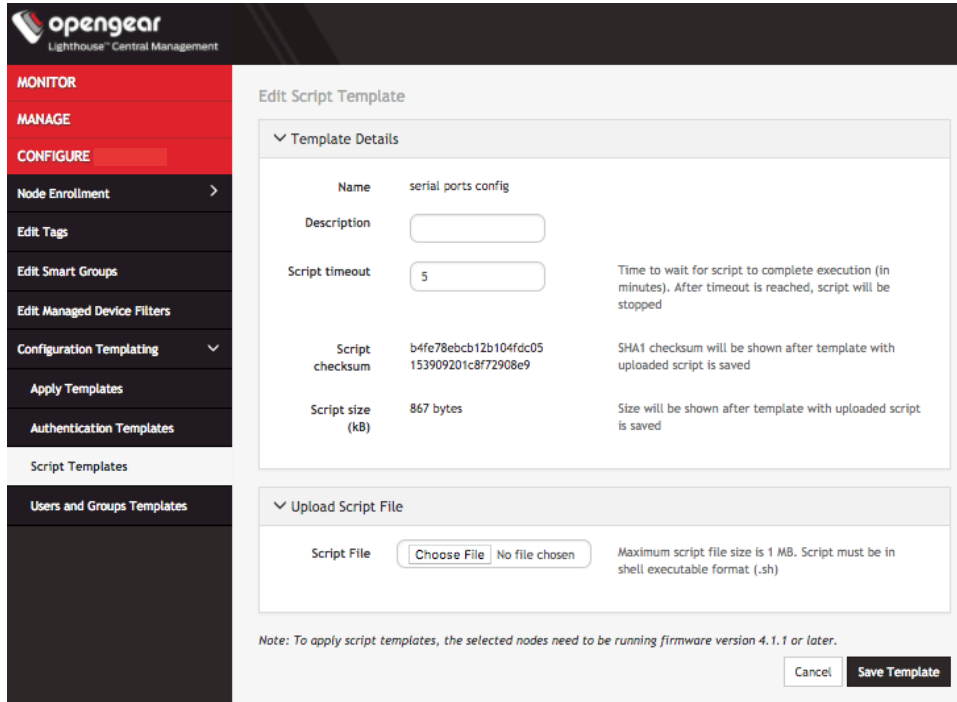 opengear
Lighthouse™ Central Management
MONITOR
MANAGE
CONFIGURE
Node Enrollment
Edit Tags
Edit Smart Groups
Edit Managed Device Filters
Configuration Templating
Apply Templates
Authentication Templates
Script Templates
Users and Groups Templates
Edit Script Template
Template Details
Name serial ports config
Description
Script timeout 5 Time to wait for script to complete execution (in
minutes). After timeout is reached, script will be
stopped
Script b4fe78ebcb12b104fdc05 SHA1 checksum will be shown after template with
checksum 153909201c8f72908e9 uploaded script is saved
Script size 867 bytes Size will be shown after template with uploaded script
(kB) is saved
Upload Script File
Script File Choose File No file chosen Maximum script file size is 1 MB. Script must be in
shell executable format (.sh)
Note: To apply script templates, the selected nodes need to be running firmware version 4.1.1 or later.
Cancel Save Template